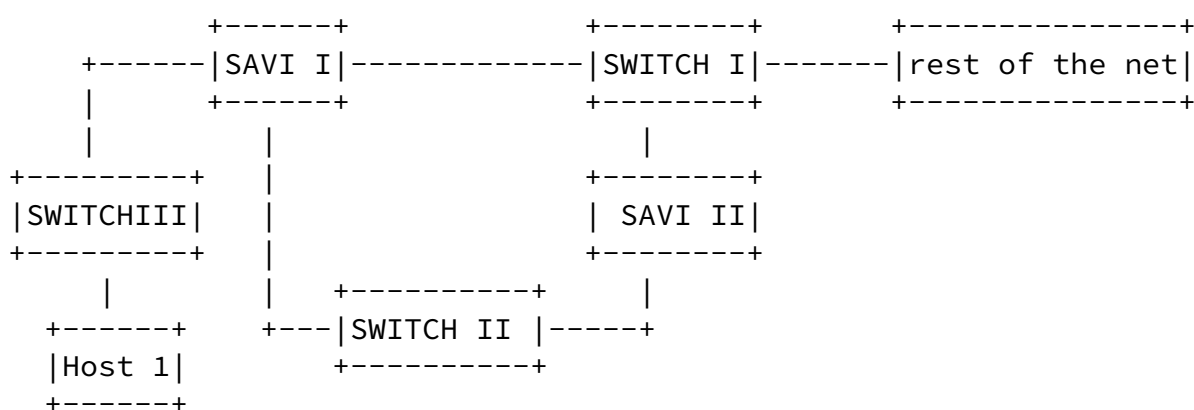 SAVI I SWITCH I rest of the net
SWITCHIII SAVI II
SWITCH II
Host 1